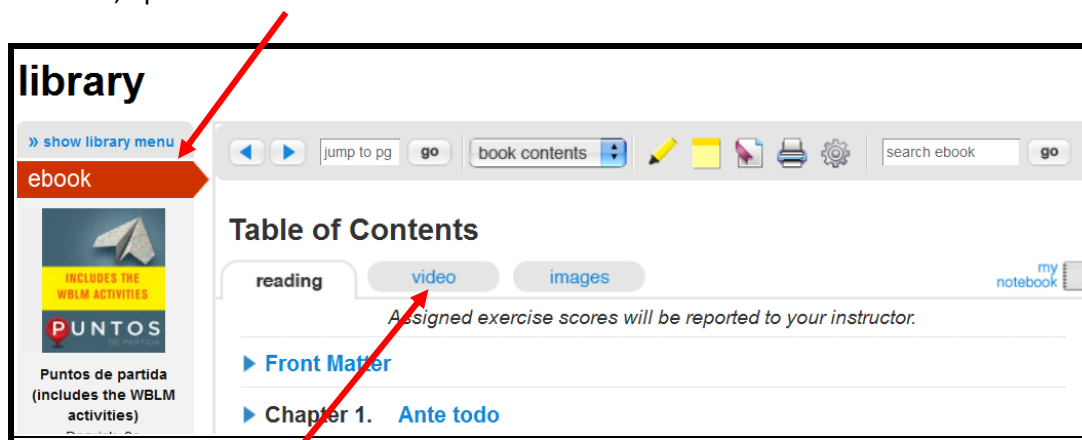 library
» show library menu
ebook
jump to pg go book contents search ebook go
Table of Contents
reading video images my notebook
Assigned exercise scores will be reported to your instructor.
INCLUDES THE
WBLM ACTIVITIES
PUNTOS
DE PARTIDA
Puntos de partida
(includes the WBLM
activities)
Front Matter
Chapter 1. Ante todo